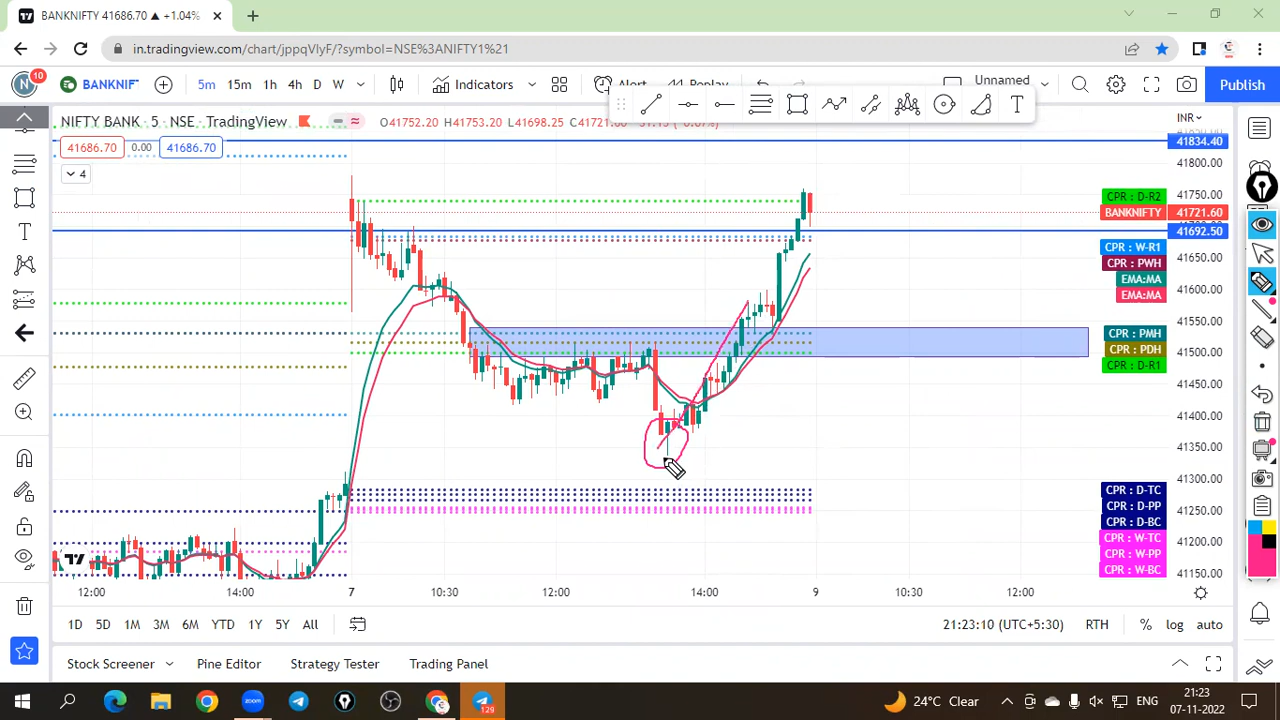 BANKNIFTY 41686.70 ▲ +1.04%
in.tradingview.com/chart/jppqVlyF/?symbol=NSE%3ANIFTY1%21
N 10 BANKNIF 5m 15m 1h 4h D W Indicators Alert Replay Unnamed Publish
NIFTY BANK · 5 · NSE · TradingView O41752.20 H41753.20 L41698.25
INR
41686.70 0.00 41686.70
4
41834.40
41800.00
41750.00
CPR : D-R2
BANKNIFTY 41721.60
41692.50
CPR : W-R1
41650.00
CPR : PWH
EMA:MA
41600.00
EMA:MA
41550.00
CPR : PMH
CPR : PDH
41500.00
CPR : D-R1
41450.00
41400.00
41350.00
41300.00
CPR : D-TC
CPR : D-PP
41250.00
CPR : D-BC
CPR : W-TC
41200.00
CPR : W-PP
CPR : W-BC
41150.00
12:00 14:00 7 10:30 12:00 14:00 9 10:30 12:00
1D 5D 1M 3M 6M YTD 1Y 5Y All 21:23:10 (UTC+5:30) RTH % log auto
Stock Screener Pine Editor Strategy Tester Trading Panel
zoom 129 24°C Clear ENG 21:23
07-11-2022